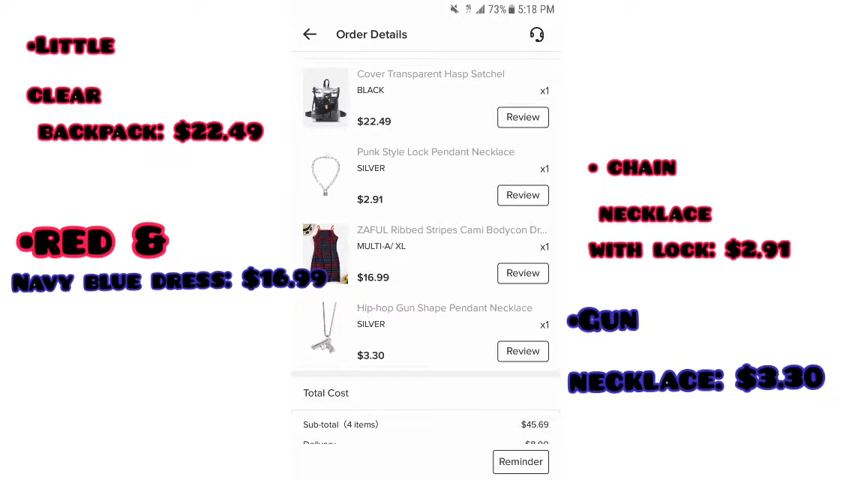 73% 5:18 PM
Order Details
•Little
clear
backpack: $22.49
•Red &
Navy blue dress: $16.99
Cover Transparent Hasp Satchel
BLACK
x1
$22.49
Review
Punk Style Lock Pendant Necklace
SILVER
x1
$2.91
Review
ZAFUL Ribbed Stripes Cami Bodycon Dr...
MULTI-A/ XL
x1
$16.99
Review
Hip-hop Gun Shape Pendant Necklace
SILVER
x1
$3.30
Review
Total Cost
Sub-total (4 items)
$45.69
Delivery
$8.00
Reminder
• chain
necklace
with lock: $2.91
•Gun
necklace: $3.30